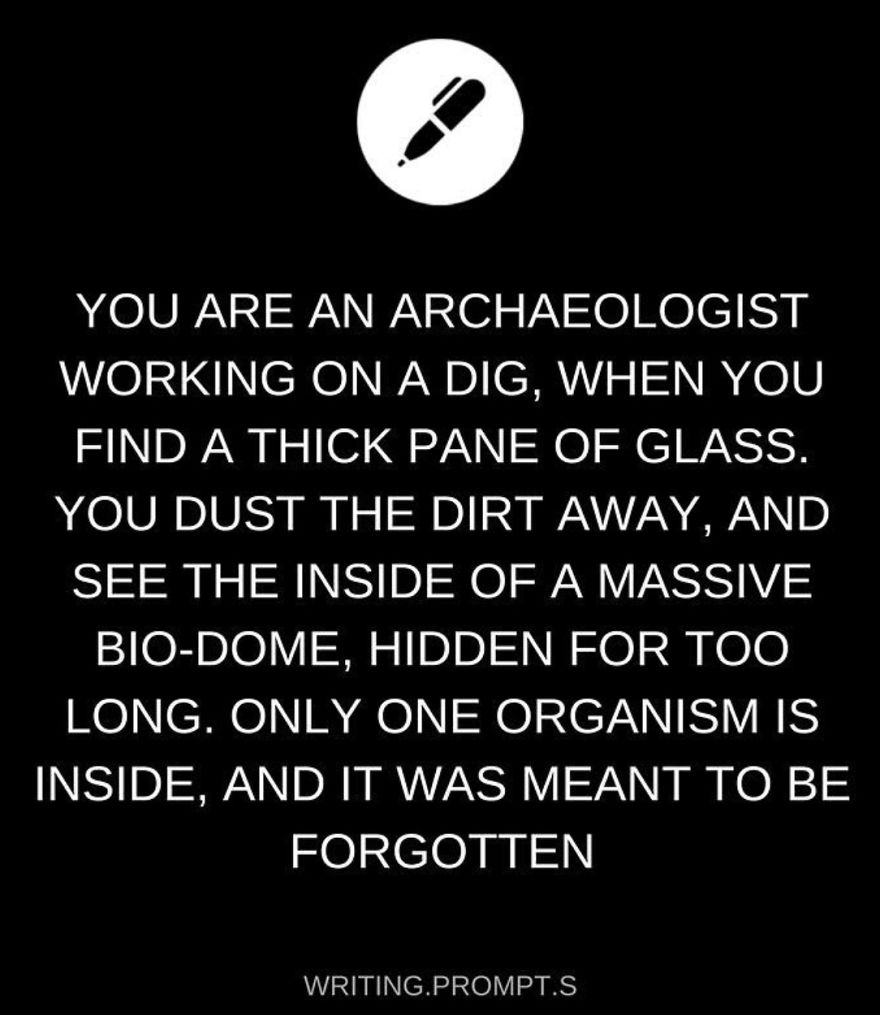 YOU ARE AN ARCHAEOLOGIST
WORKING ON A DIG, WHEN YOU
FIND A THICK PANE OF GLASS.
YOU DUST THE DIRT AWAY, AND
SEE THE INSIDE OF A MASSIVE
BIO-DOME, HIDDEN FOR TOO
LONG. ONLY ONE ORGANISM IS
INSIDE, AND IT WAS MEANT TO BE
FORGOTTEN
WRITING.PROMPT.S